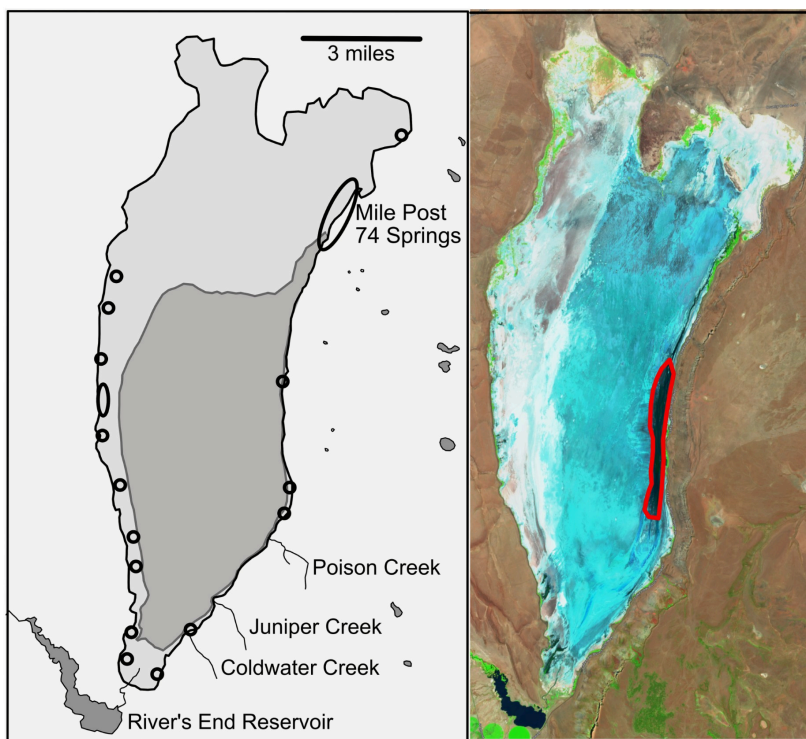 3 miles
Mile Post
74 Springs
Poison Creek
Juniper Creek
Coldwater Creek
River's End Reservoir